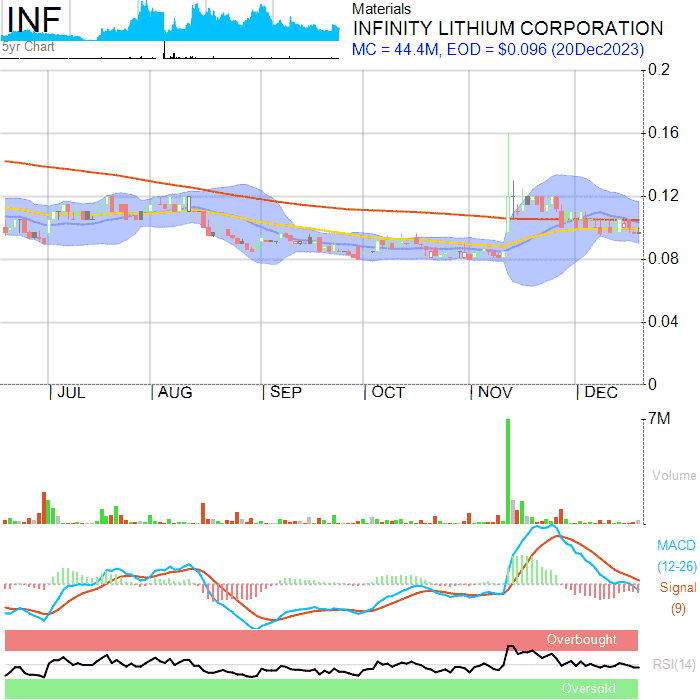 INF
5yr Chart
Materials
INFINITY LITHIUM CORPORATION
MC = 44.4M, EOD = $0.096 (20Dec2023)
0.2
0.16
0.12
0.08
0.04
0
JUL AUG SEP OCT NOV DEC
7M
Volume
MACD
(12-26)
Signal
(9)
Overbought
RSI(14)
Oversold